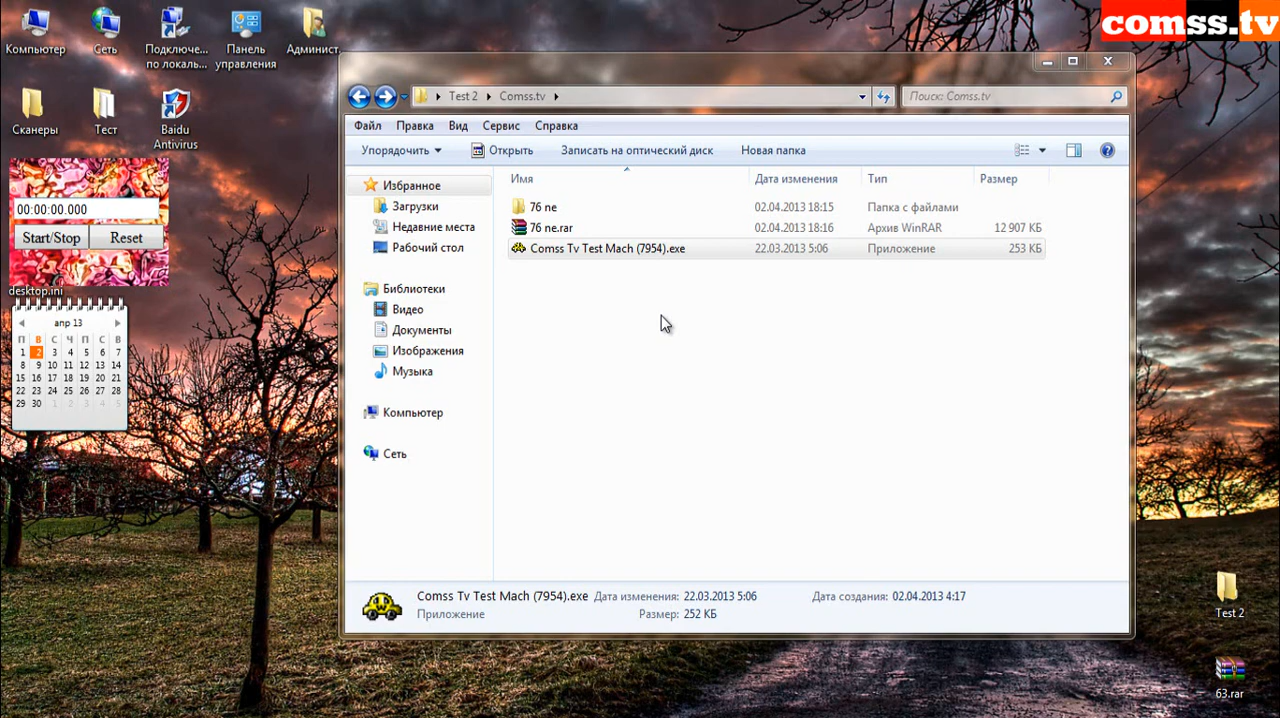 comss.tv
Компьютер
Сеть
Подключе...
по локаль...
Панель
управления
Админист...
Сканеры
Тест
Baidu
Antivirus
00:00:00.000
Start/Stop Reset
desktop.ini
апр 13
П В С Ч П С В
1 2 3 4 5 6 7
8 9 10 11 12 13 14
15 16 17 18 19 20 21
22 23 24 25 26 27 28
29 30 1 2 3 4 5
Test 2 Comss.tv
Поиск: Comss.tv
Файл Правка Вид Сервис Справка
Упорядочить Открыть Записать на оптический диск Новая папка
Избранное
Загрузки
Недавние места
Рабочий стол
Библиотеки
Видео
Документы
Изображения
Музыка
Компьютер
Сеть
Имя Дата изменения Тип Размер
76 ne 02.04.2013 18:15 Папка с файлами
76 ne.rar 02.04.2013 18:16 Архив WinRAR 12 907 КБ
Comss Tv Test Mach (7954).exe 22.03.2013 5:06 Приложение 253 КБ
Comss Tv Test Mach (7954).exe Дата изменения: 22.03.2013 5:06 Дата создания: 02.04.2013 4:17
Приложение Размер: 252 КБ
Test 2
63.rar